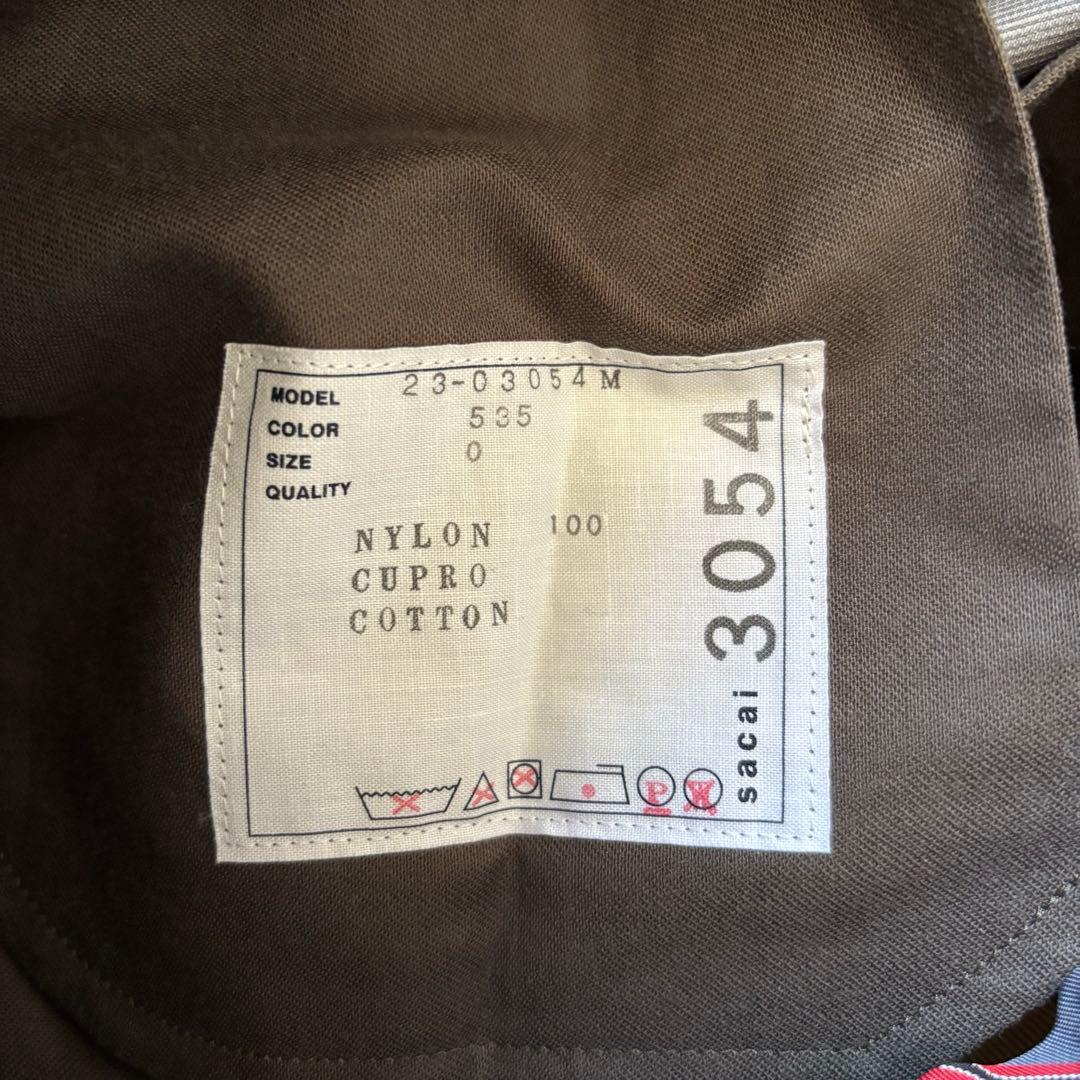 MODEL 23-03054M
COLOR 535
SIZE 0
QUALITY
NYLON 100
CUPRO
COTTON
P
W
sacai 3054